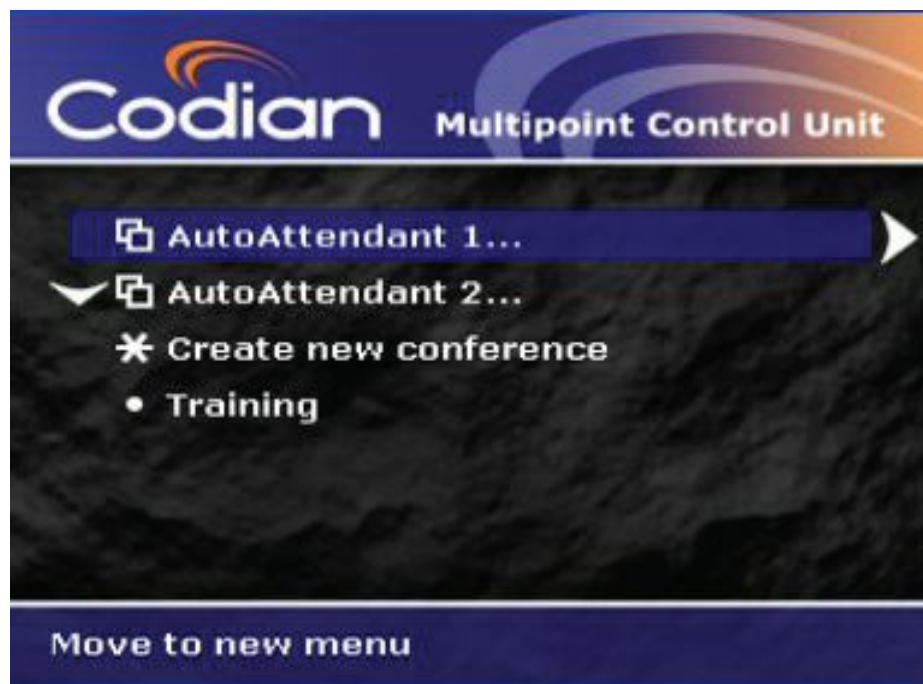 Codian Multipoint Control Unit
AutoAttendant 1...
AutoAttendant 2...
Create new conference
Training
Move to new menu